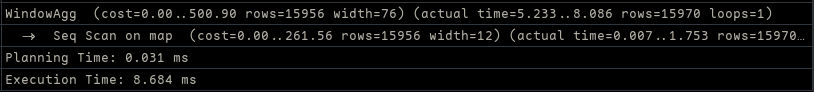 WindowAgg  (cost=0.00..500.90 rows=15956 width=76) (actual time=5.233..8.086 rows=15970 loops=1)
  →  Seq Scan on map  (cost=0.00..261.56 rows=15956 width=12) (actual time=0.007..1.753 rows=15970…
Planning Time: 0.031 ms
Execution Time: 8.684 ms